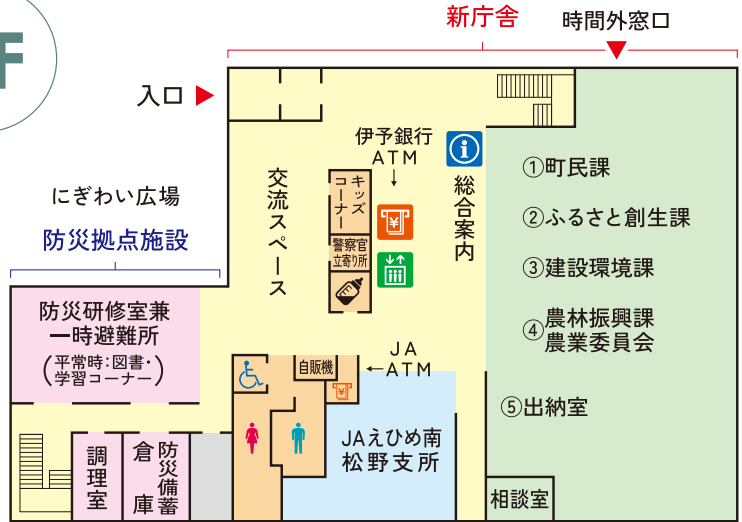 新庁舎
時間外窓口
入口
伊予銀行
ATM
キッズ
コーナー
警察官
立寄り所
交流スペース
総合案内
①町民課
②ふるさと創生課
③建設環境課
④農林振興課
農業委員会
⑤出納室
相談室
にぎわい広場
防災拠点施設
防災研修室兼
一時避難所
(平常時:図書・
学習コーナー)
自販機
JA
ATM
JAえひめ南
松野支所
調理室
防災備蓄
倉庫